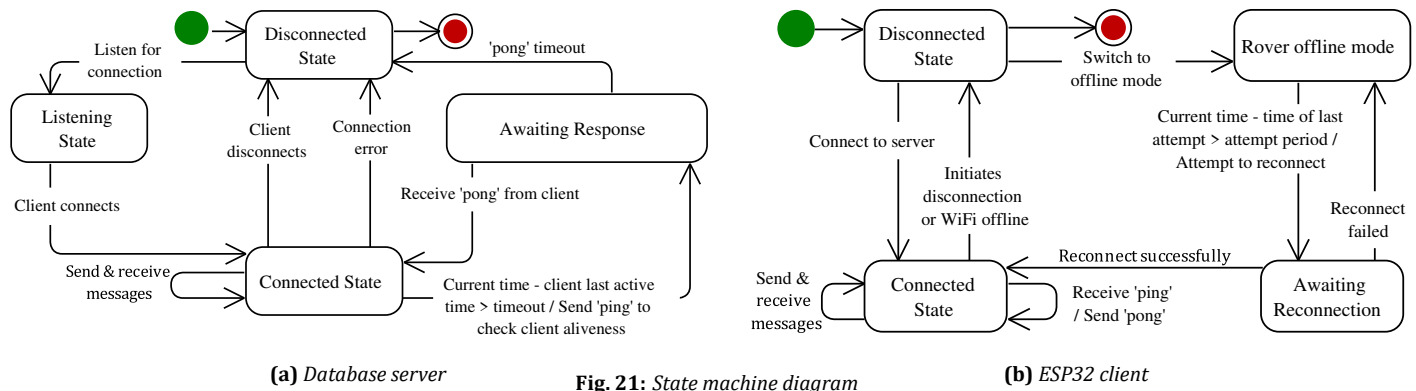 Disconnected
State
Listen for
connection
'pong' timeout
Listening
State
Client
disconnects
Connection
error
Awaiting Response
Client connects
Receive 'pong' from client
Send & receive
messages
Connected State
Current time - client last active
time > timeout / Send 'ping' to
check client aliveness
(a) Database server
Disconnected
State
Switch to
offline mode
Rover offline mode
Connect to server
Initiates
disconnection
or WiFi offline
Current time - time of last
attempt > attempt period /
Attempt to reconnect
Reconnect
failed
Reconnect successfully
Send &
receive
messages
Connected
State
Receive 'ping'
/ Send 'pong'
Awaiting
Reconnection
(b) ESP32 client
Fig. 21: State machine diagram